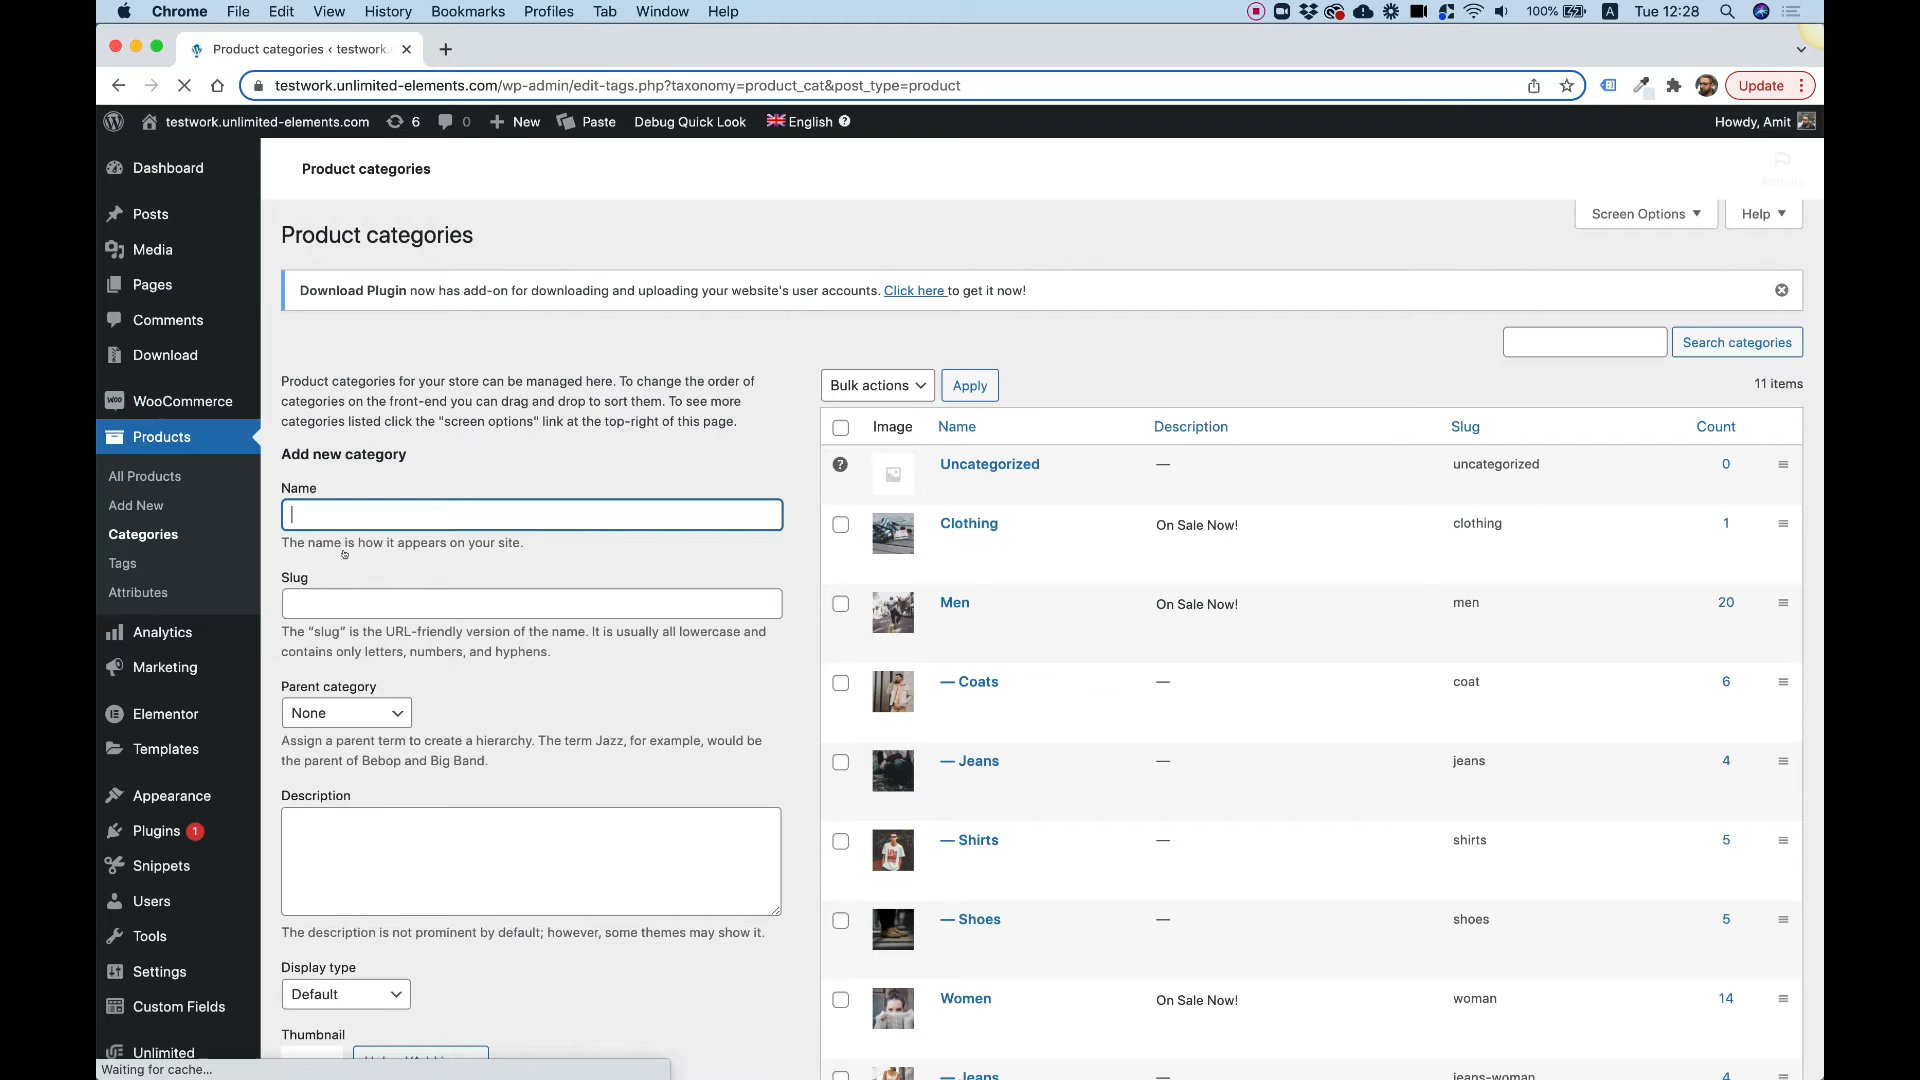 Chrome File Edit View History Bookmarks Profiles Tab Window Help 100% A Tue 12:28
Product categories ‹ testwork.
testwork.unlimited-elements.com/wp-admin/edit-tags.php?taxonomy=product_cat&post_type=product Update
testwork.unlimited-elements.com 6 0 New Paste Debug Quick Look English Howdy, Amit
Product categories
Screen Options Help
Product categories
Download Plugin now has add-on for downloading and uploading your website's user accounts. Click here to get it now!
Search categories
Dashboard
Posts
Media
Pages
Comments
Download
WooCommerce
Products
All Products
Add New
Categories
Tags
Attributes
Analytics
Marketing
Elementor
Templates
Appearance
Plugins 1
Snippets
Users
Tools
Settings
Custom Fields
Unlimited
Waiting for cache...
Product categories for your store can be managed here. To change the order of
categories on the front-end you can drag and drop to sort them. To see more
categories listed click the "screen options" link at the top-right of this page.
Add new category
Name
The name is how it appears on your site.
Slug
The “slug” is the URL-friendly version of the name. It is usually all lowercase and
contains only letters, numbers, and hyphens.
Parent category
None
Assign a parent term to create a hierarchy. The term Jazz, for example, would be
the parent of Bebop and Big Band.
Description
The description is not prominent by default; however, some themes may show it.
Display type
Default
Thumbnail
Bulk actions Apply 11 items
Image Name Description Slug Count
Uncategorized — uncategorized 0
Clothing On Sale Now! clothing 1
Men On Sale Now! men 20
— Coats — coat 6
— Jeans — jeans 4
— Shirts — shirts 5
— Shoes — shoes 5
Women On Sale Now! woman 14
— Jeans — jeans-woman 4